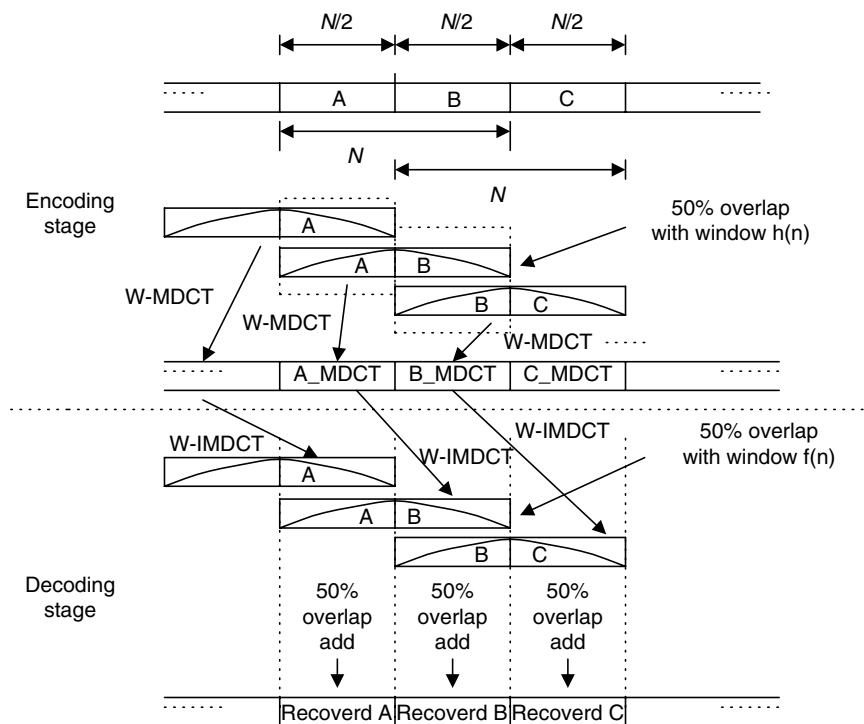 N/2 N/2 N/2
A B C
N
N
Encoding
stage
A
50% overlap
with window h(n)
A B
W-MDCT
B C
W-MDCT
W-MDCT
A_MDCT B_MDCT C_MDCT
W-IMDCT
W-IMDCT
W-IMDCT
50% overlap
with window f(n)
A
A B
B C
Decoding
stage
50%
overlap
add
50%
overlap
add
50%
overlap
add
Recoverd A Recoverd B Recoverd C